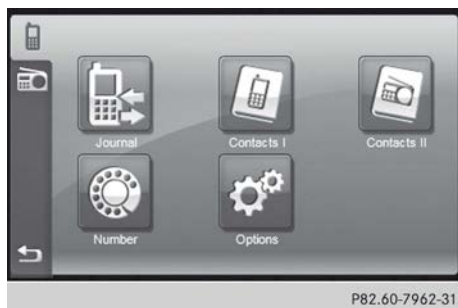 Journal
Contacts I
Contacts II
Number
Options
P82.60-7962-31